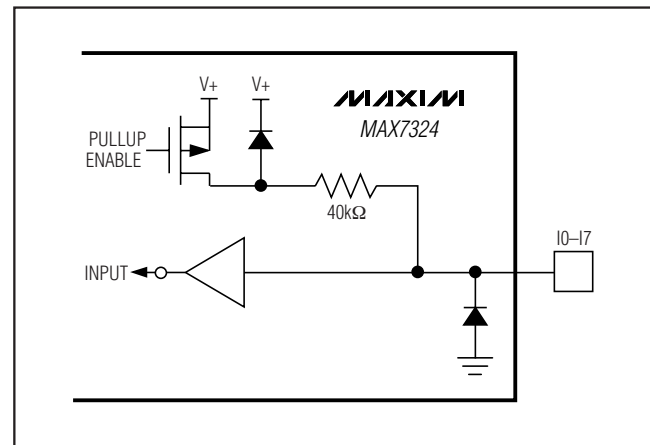 V+ V+
MAXIM
MAX7324
PULLUP
ENABLE
40kΩ
I0–I7
INPUT